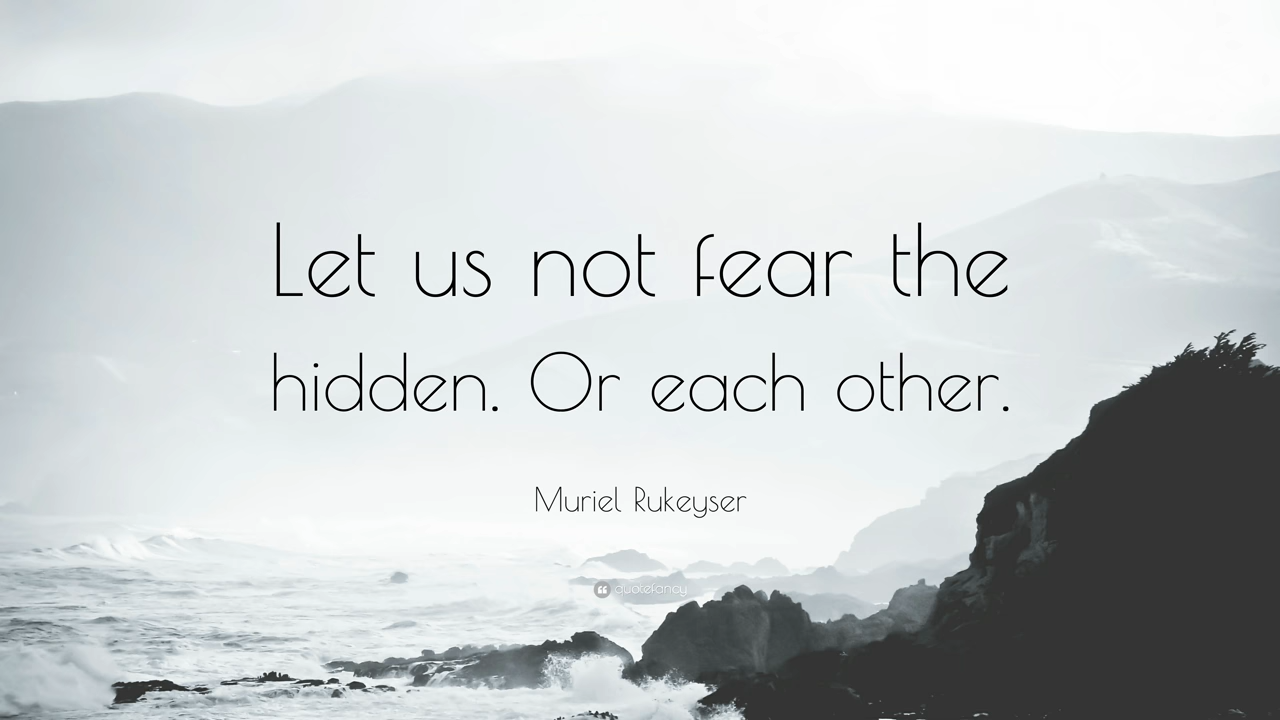 Let us not fear the
hidden. Or each other.
Muriel Rukeyser
quotefancy